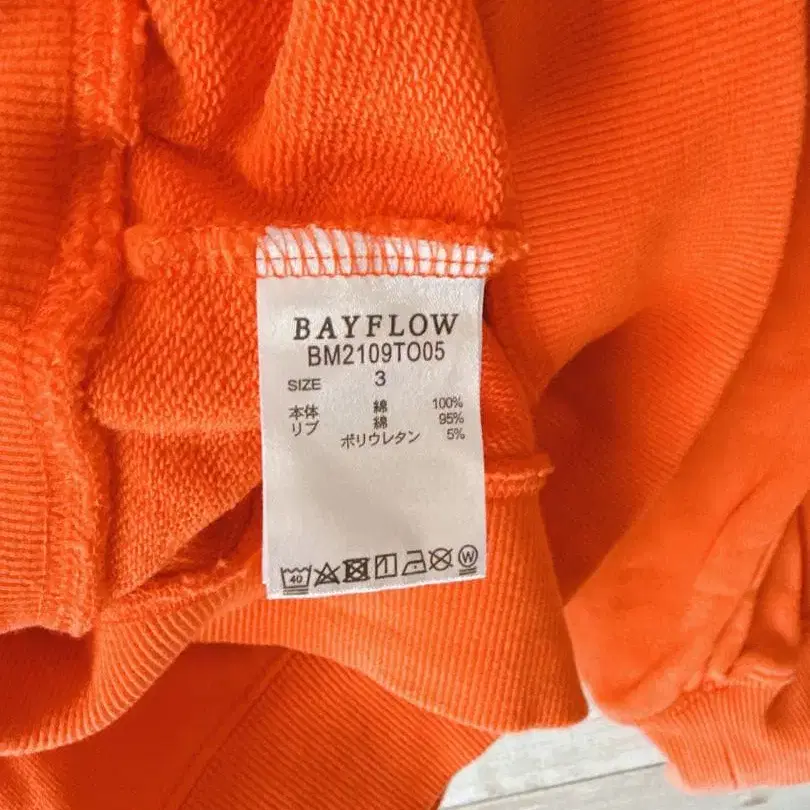 BAYFLOW
BM2109TO05
SIZE 3
本体 綿 100%
リブ 綿 95%
ポリウレタン 5%
40 W